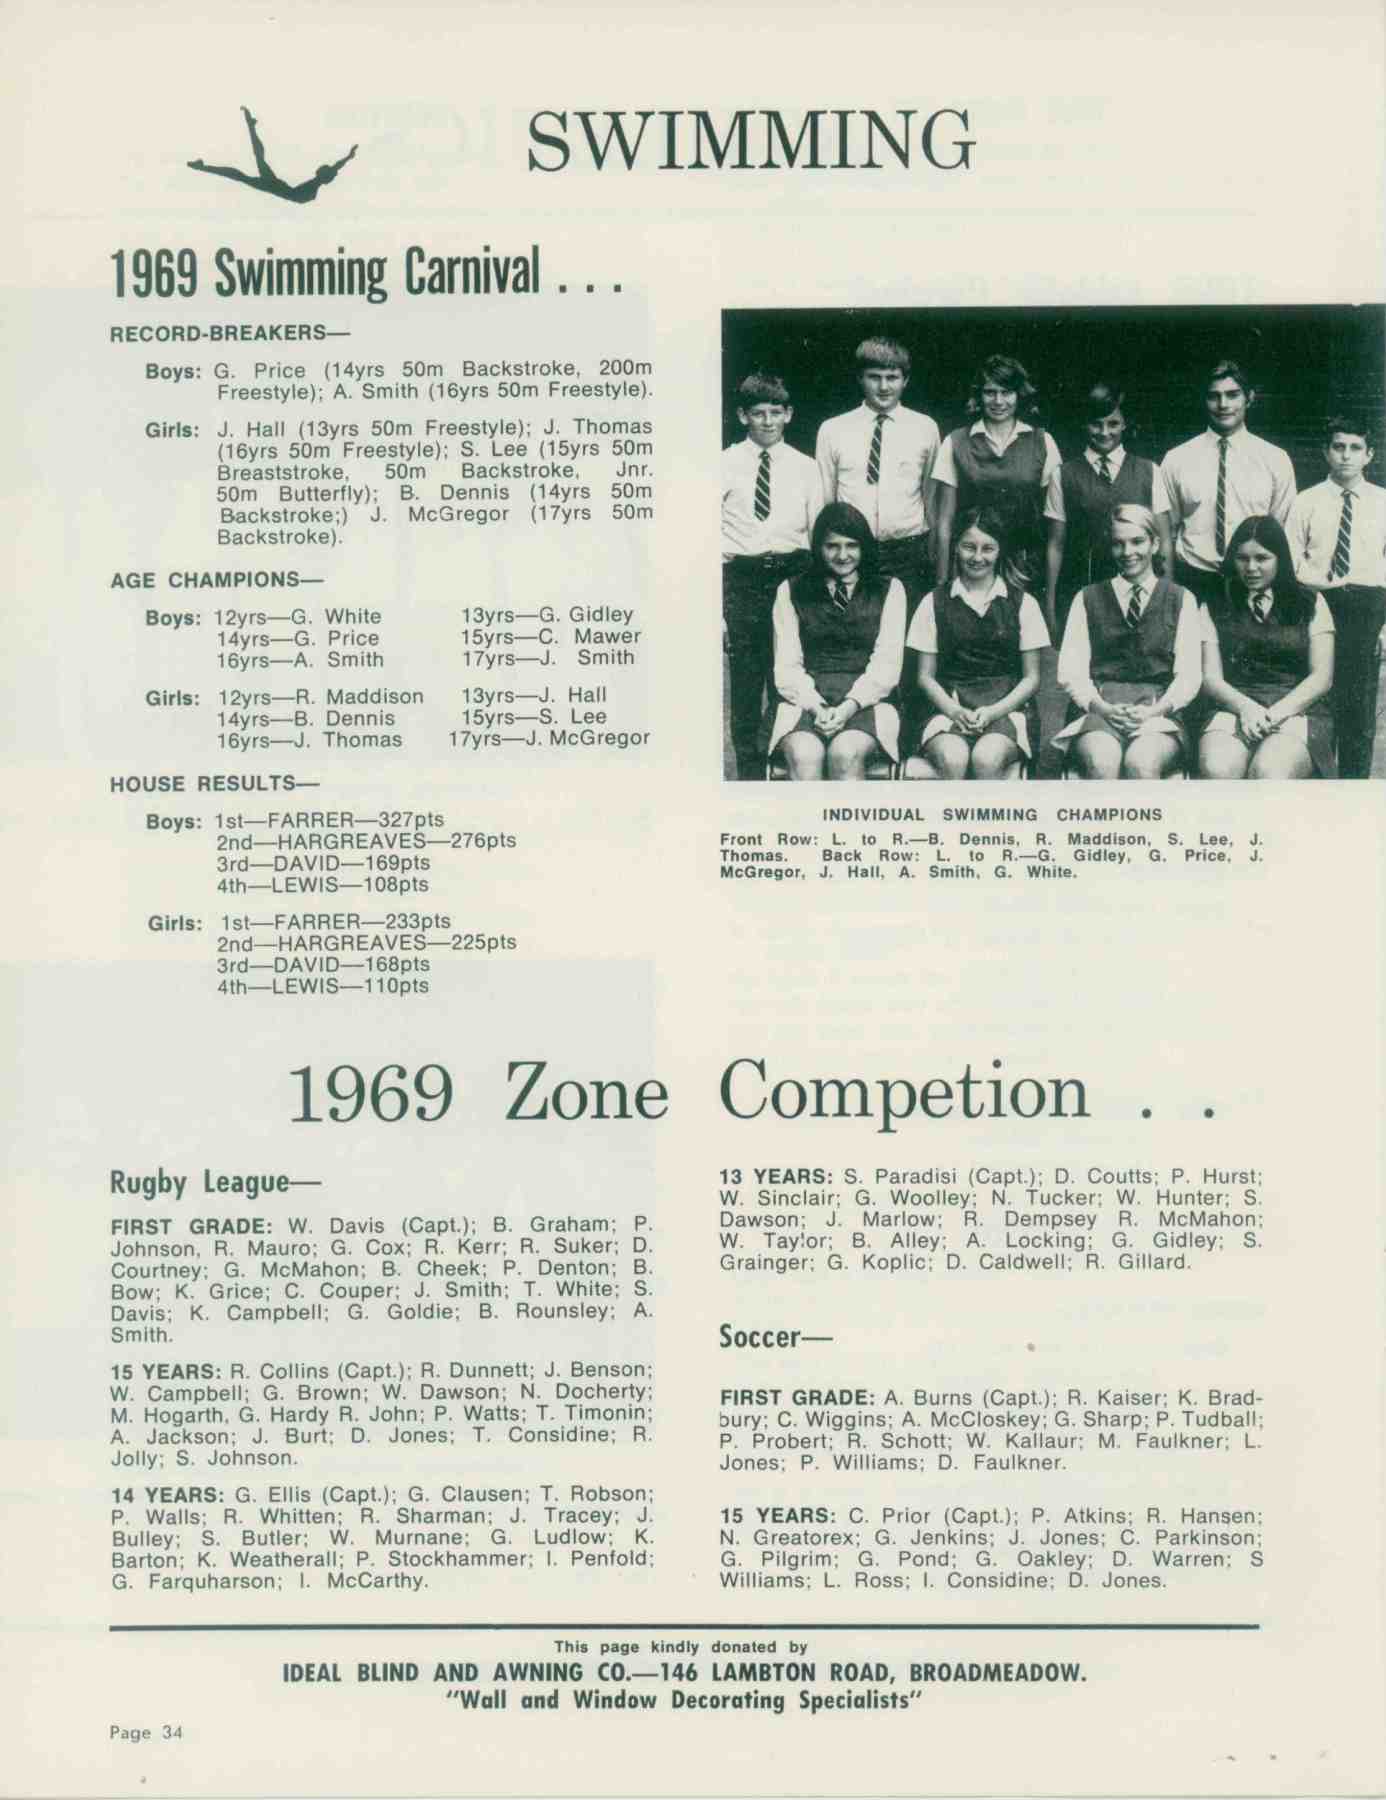 SWIMMING
1969 Swimming Carnival . . .
RECORD-BREAKERS—
Boys: G. Price (14yrs 50m Backstroke, 200m
Freestyle); A. Smith (16yrs 50m Freestyle).
Girls: J. Hall (13yrs 50m Freestyle); J. Thomas
(16yrs 50m Freestyle); S. Lee (15yrs 50m
Breaststroke, 50m Backstroke, Jnr.
50m Butterfly); B. Dennis (14yrs 50m
Backstroke;) J. McGregor (17yrs 50m
Backstroke).
AGE CHAMPIONS—
Boys: 12yrs—G. White 13yrs—G. Gidley
14yrs—G. Price 15yrs—C. Mawer
16yrs—A. Smith 17yrs—J. Smith
Girls: 12yrs—R. Maddison 13yrs—J. Hall
14yrs—B. Dennis 15yrs—S. Lee
16yrs—J. Thomas 17yrs—J. McGregor
HOUSE RESULTS—
Boys: 1st—FARRER—327pts
2nd—HARGREAVES—276pts
3rd—DAVID—169pts
4th—LEWIS—108pts
Girls: 1st—FARRER—233pts
2nd—HARGREAVES—225pts
3rd—DAVID—168pts
4th—LEWIS—110pts
INDIVIDUAL SWIMMING CHAMPIONS
Front Row: L. to R.—B. Dennis, R. Maddison, S. Lee, J.
Thomas. Back Row: L. to R.—G. Gidley, G. Price, J.
McGregor, J. Hall, A. Smith, G. White.
1969 Zone Competion . .
Rugby League—
FIRST GRADE: W. Davis (Capt.); B. Graham; P.
Johnson, R. Mauro; G. Cox; R. Kerr; R. Suker; D.
Courtney; G. McMahon; B. Cheek; P. Denton; B.
Bow; K. Grice; C. Couper; J. Smith; T. White; S.
Davis; K. Campbell; G. Goldie; B. Rounsley; A.
Smith.
15 YEARS: R. Collins (Capt.); R. Dunnett; J. Benson;
W. Campbell; G. Brown; W. Dawson; N. Docherty;
M. Hogarth, G. Hardy R. John; P. Watts; T. Timonin;
A. Jackson; J. Burt; D. Jones; T. Considine; R.
Jolly; S. Johnson.
14 YEARS: G. Ellis (Capt.); G. Clausen; T. Robson;
P. Walls; R. Whitten; R. Sharman; J. Tracey; J.
Bulley; S. Butler; W. Murnane; G. Ludlow; K.
Barton; K. Weatherall; P. Stockhammer; I. Penfold;
G. Farquharson; I. McCarthy.
13 YEARS: S. Paradisi (Capt.); D. Coutts; P. Hurst;
W. Sinclair; G. Woolley; N. Tucker; W. Hunter; S.
Dawson; J. Marlow; R. Dempsey R. McMahon;
W. Taylor; B. Alley; A. Locking; G. Gidley; S.
Grainger; G. Koplic; D. Caldwell; R. Gillard.
Soccer—
FIRST GRADE: A. Burns (Capt.); R. Kaiser; K. Brad-
bury; C. Wiggins; A. McCloskey; G. Sharp; P. Tudball;
P. Probert; R. Schott; W. Kallaur; M. Faulkner; L.
Jones; P. Williams; D. Faulkner.
15 YEARS: C. Prior (Capt.); P. Atkins; R. Hansen;
N. Greatorex; G. Jenkins; J. Jones; C. Parkinson;
G. Pilgrim; G. Pond; G. Oakley; D. Warren; S
Williams; L. Ross; I. Considine; D. Jones.
This page kindly donated by
IDEAL BLIND AND AWNING CO.—146 LAMBTON ROAD, BROADMEADOW.
"Wall and Window Decorating Specialists"
Page 34